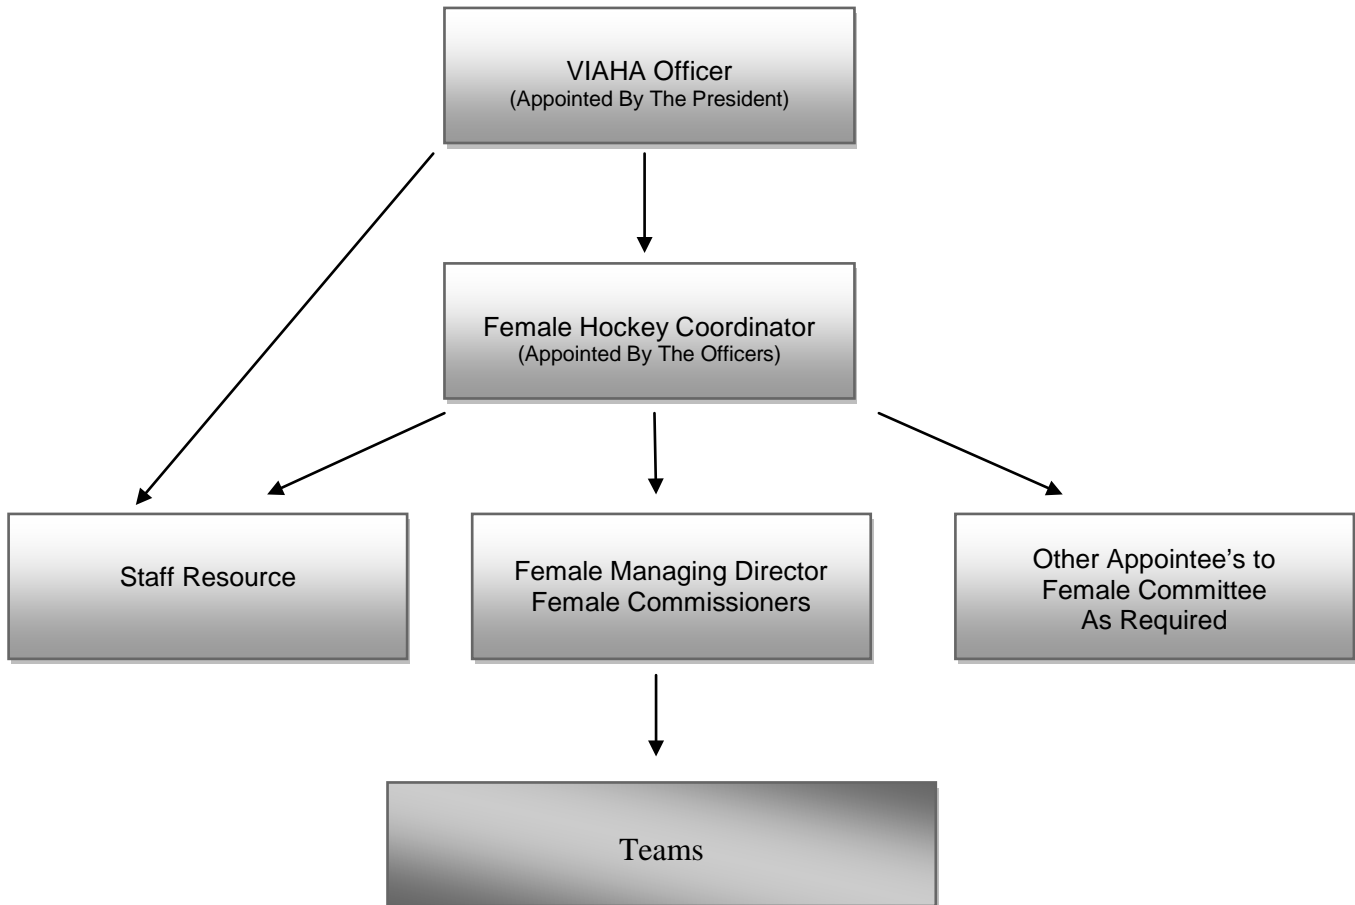 VIAHA Officer
(Appointed By The President)
Female Hockey Coordinator
(Appointed By The Officers)
Staff Resource
Female Managing Director
Female Commissioners
Other Appointee’s to
Female Committee
As Required
Teams